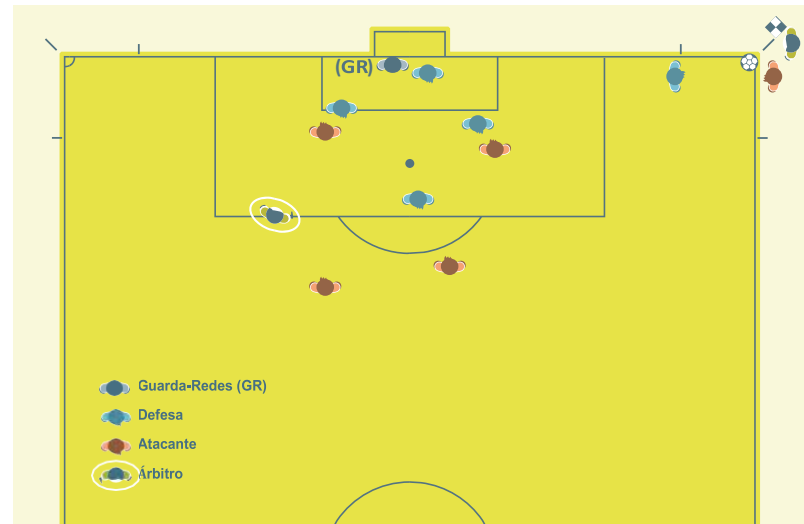 (GR)
Guarda-Redes (GR)
Defesa
Atacante
Árbitro